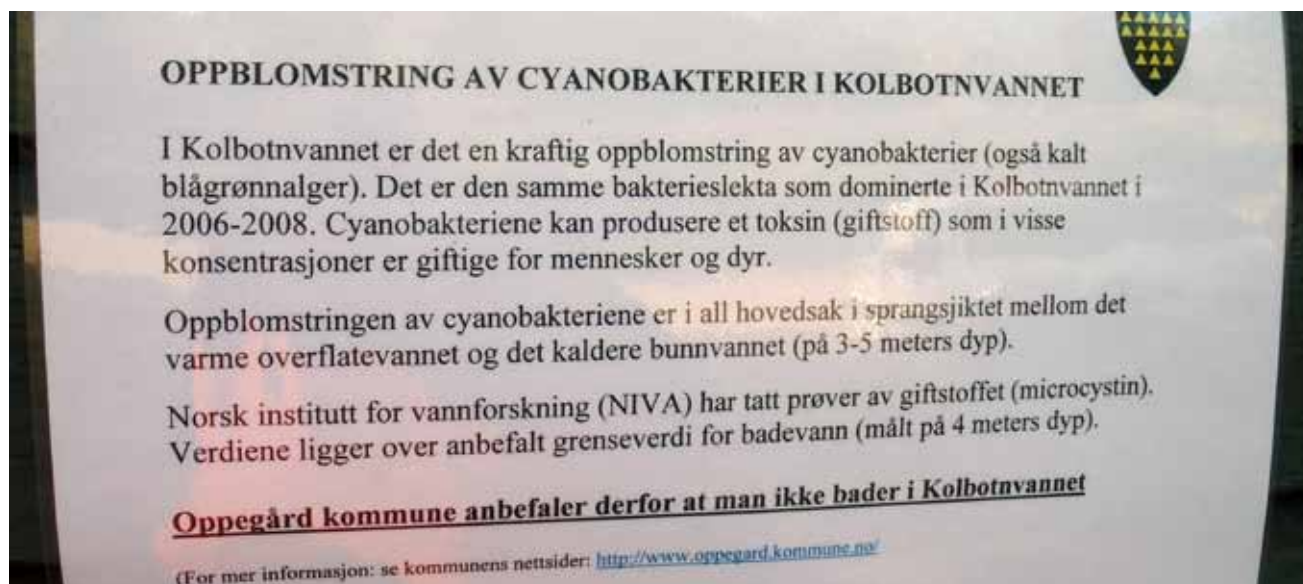 OPPBLOMSTRING AV CYANOBAKTERIER I KOLBOTNVANNET
I Kolbotnvannet er det en kraftig oppblomstring av cyanobakterier (også kalt
blågrønnalger). Det er den samme bakterieslekta som dominerte i Kolbotnvannet i
2006-2008. Cyanobakteriene kan produsere et toksin (giftstoff) som i visse
konsentrasjoner er giftige for mennesker og dyr.
Oppblomstringen av cyanobakteriene er i all hovedsak i sprangsjiktet mellom det
varme overflatevannet og det kaldere bunnvannet (på 3-5 meters dyp).
Norsk institutt for vannforskning (NIVA) har tatt prøver av giftstoffet (microcystin).
Verdiene ligger over anbefalt grenseverdi for badevann (målt på 4 meters dyp).
Oppegård kommune anbefaler derfor at man ikke bader i Kolbotnvannet
(For mer informasjon: se kommunens nettsider: http://www.oppegard.kommune.no/